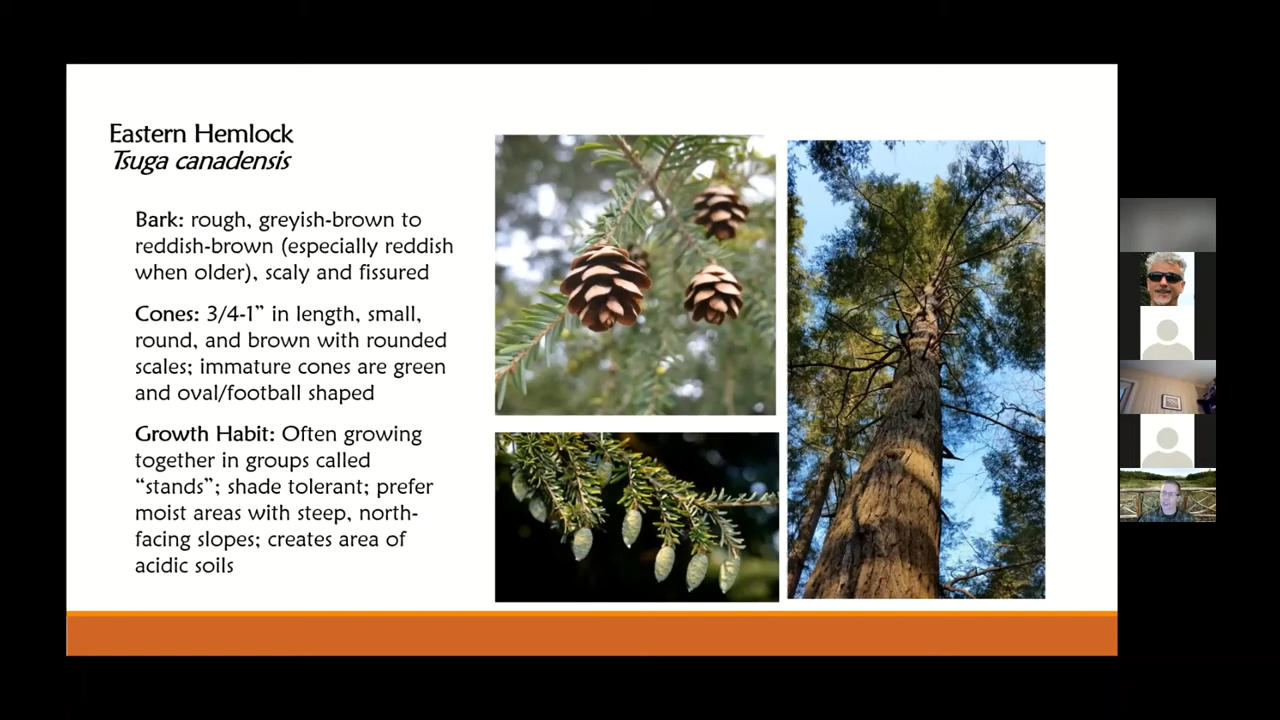 Eastern Hemlock
Tsuga canadensis
Bark: rough, greyish-brown to
reddish-brown (especially reddish
when older), scaly and fissured
Cones: 3/4-1” in length, small,
round, and brown with rounded
scales; immature cones are green
and oval/football shaped
Growth Habit: Often growing
together in groups called
“stands”; shade tolerant; prefer
moist areas with steep, north-
facing slopes; creates area of
acidic soils